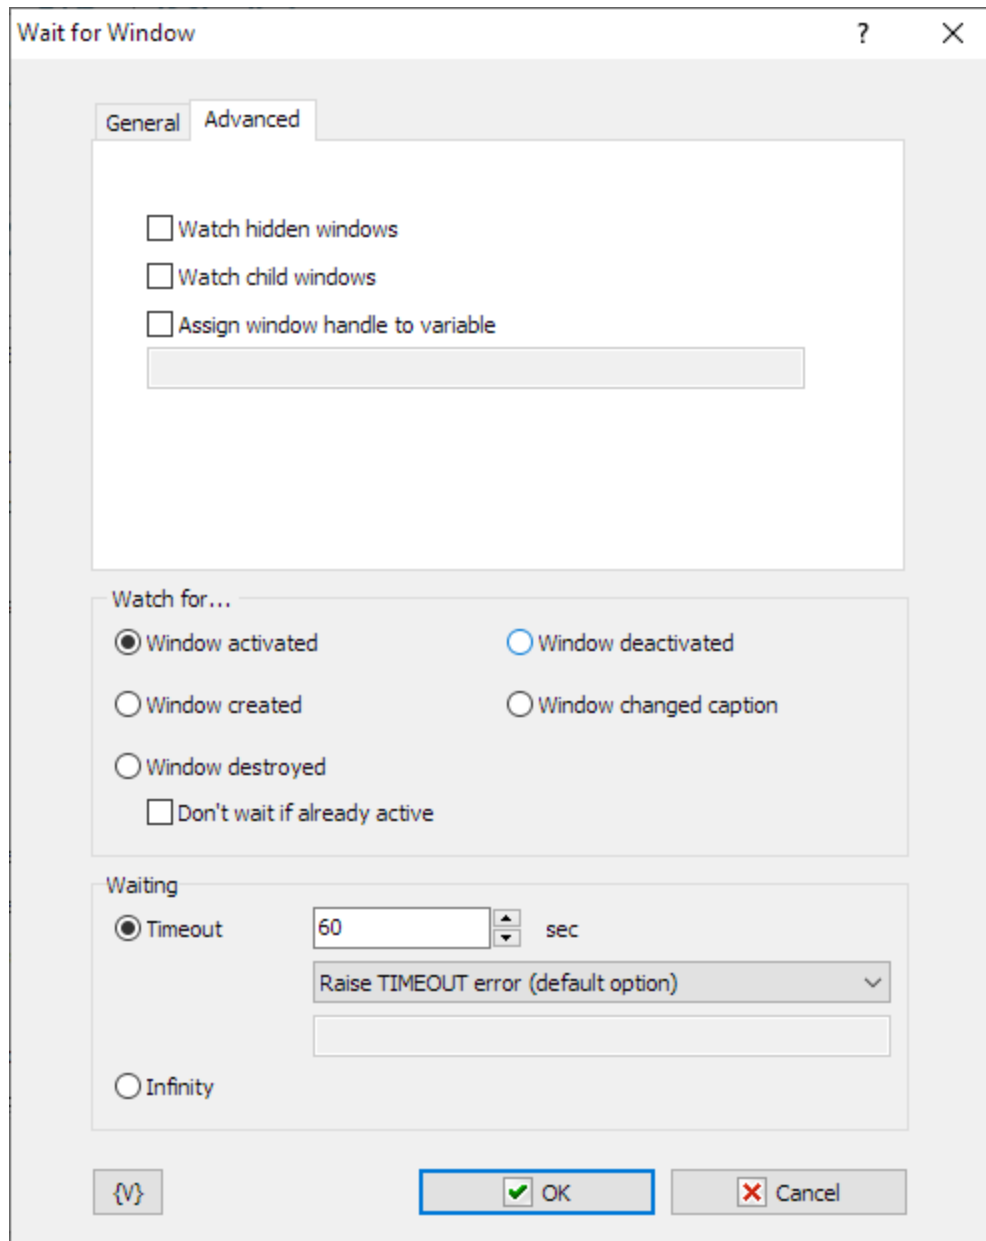 Wait for Window ?
General Advanced
Watch hidden windows
Watch child windows
Assign window handle to variable
Watch for...
Window activated Window deactivated
Window created Window changed caption
Window destroyed
Don't wait if already active
Waiting
Timeout 60 sec
Raise TIMEOUT error (default option)
Infinity
{V} OK Cancel